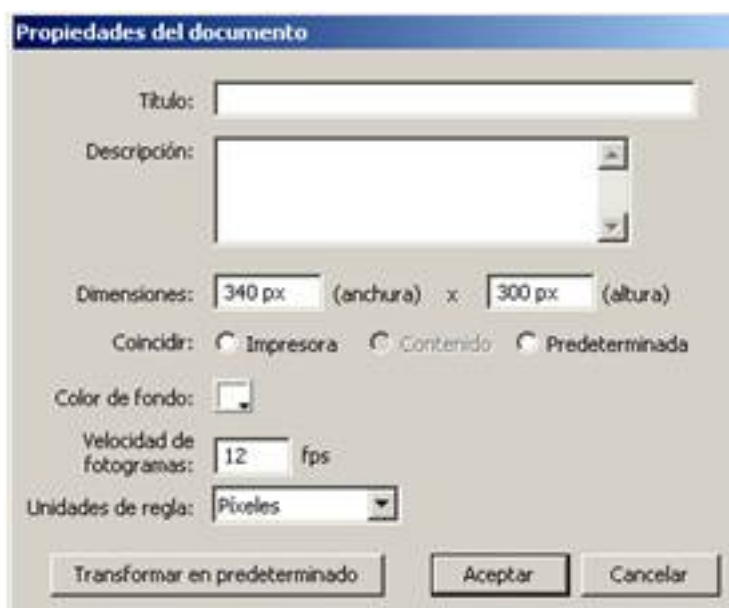 Propiedades del documento
Título:
Descripción:
Dimensiones: 340 px (anchura) x 300 px (altura)
Coincidir: Impresora Contenido Predeterminada
Color de fondo:
Velocidad de
fotogramas: 12 fps
Unidades de regla: Píxeles
Transformar en predeterminado Aceptar Cancelar